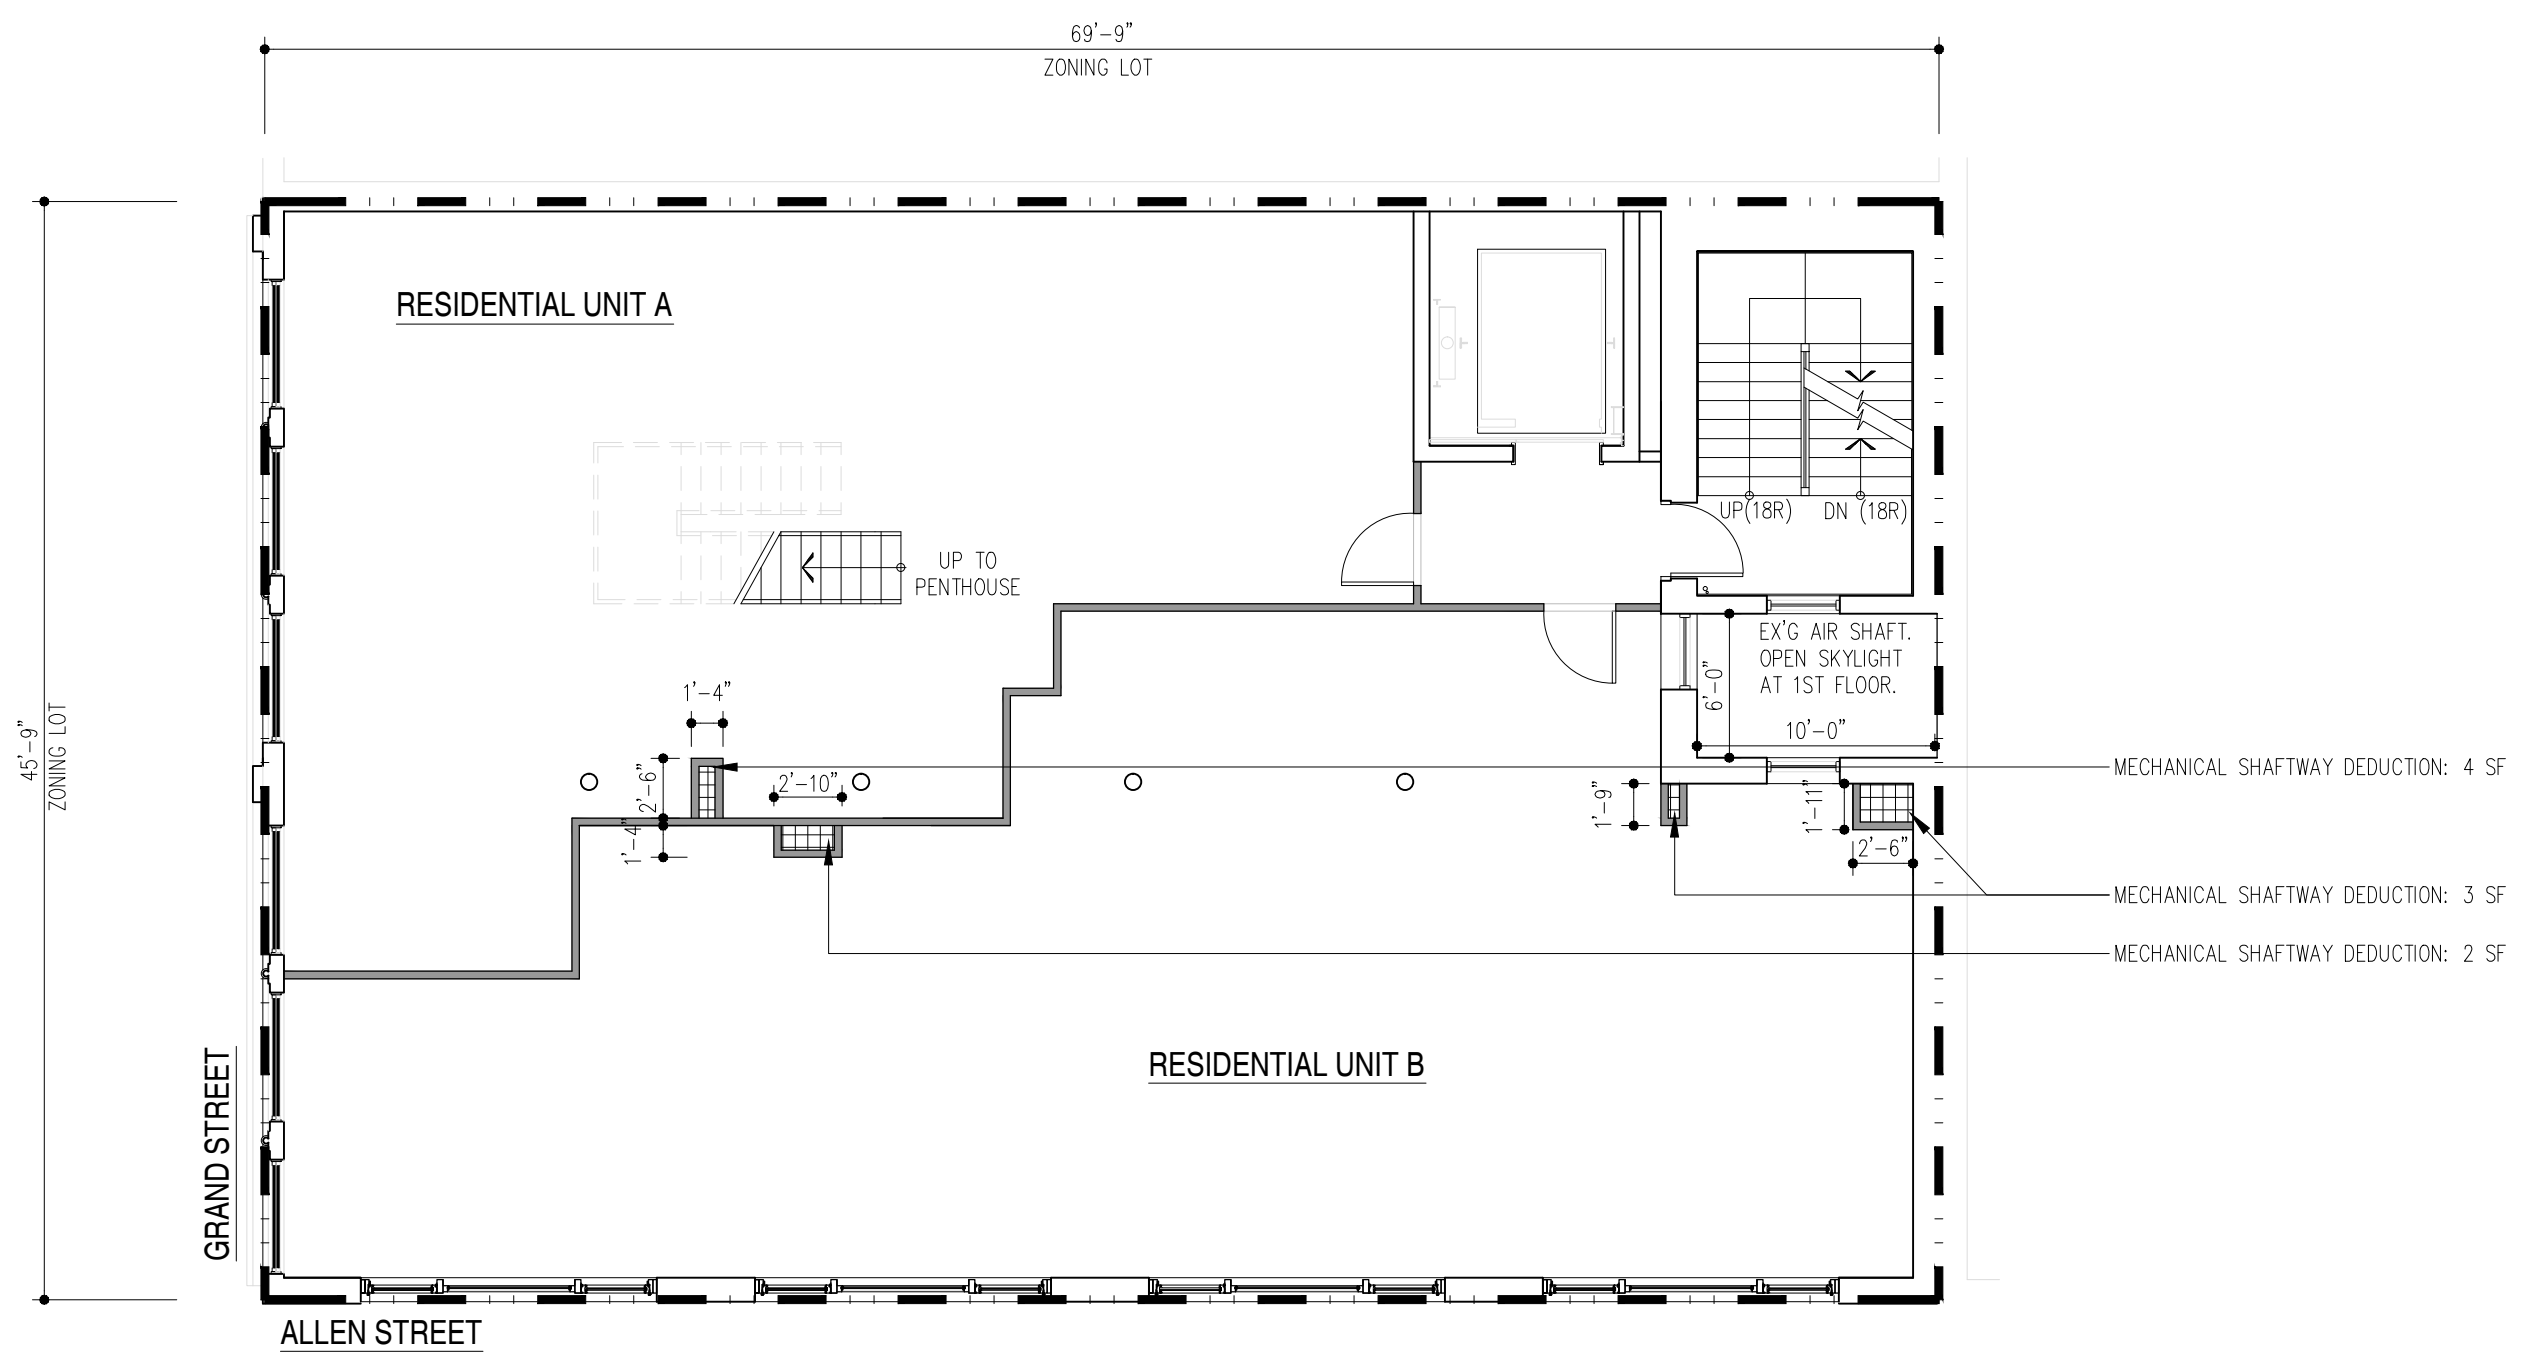 69'-9"
ZONING LOT
45'-9"
ZONING LOT
RESIDENTIAL UNIT A
UP(18R)
DN (18R)
UP TO
PENTHOUSE
EX'G AIR SHAFT.
OPEN SKYLIGHT
AT 1ST FLOOR.
6'-0"
10'-0"
1'-4"
2'-6"
2'-10"
1'-4"
1'-9"
1'-11"
2'-6"
MECHANICAL SHAFTWAY DEDUCTION: 4 SF
MECHANICAL SHAFTWAY DEDUCTION: 3 SF
MECHANICAL SHAFTWAY DEDUCTION: 2 SF
RESIDENTIAL UNIT B
GRAND STREET
ALLEN STREET